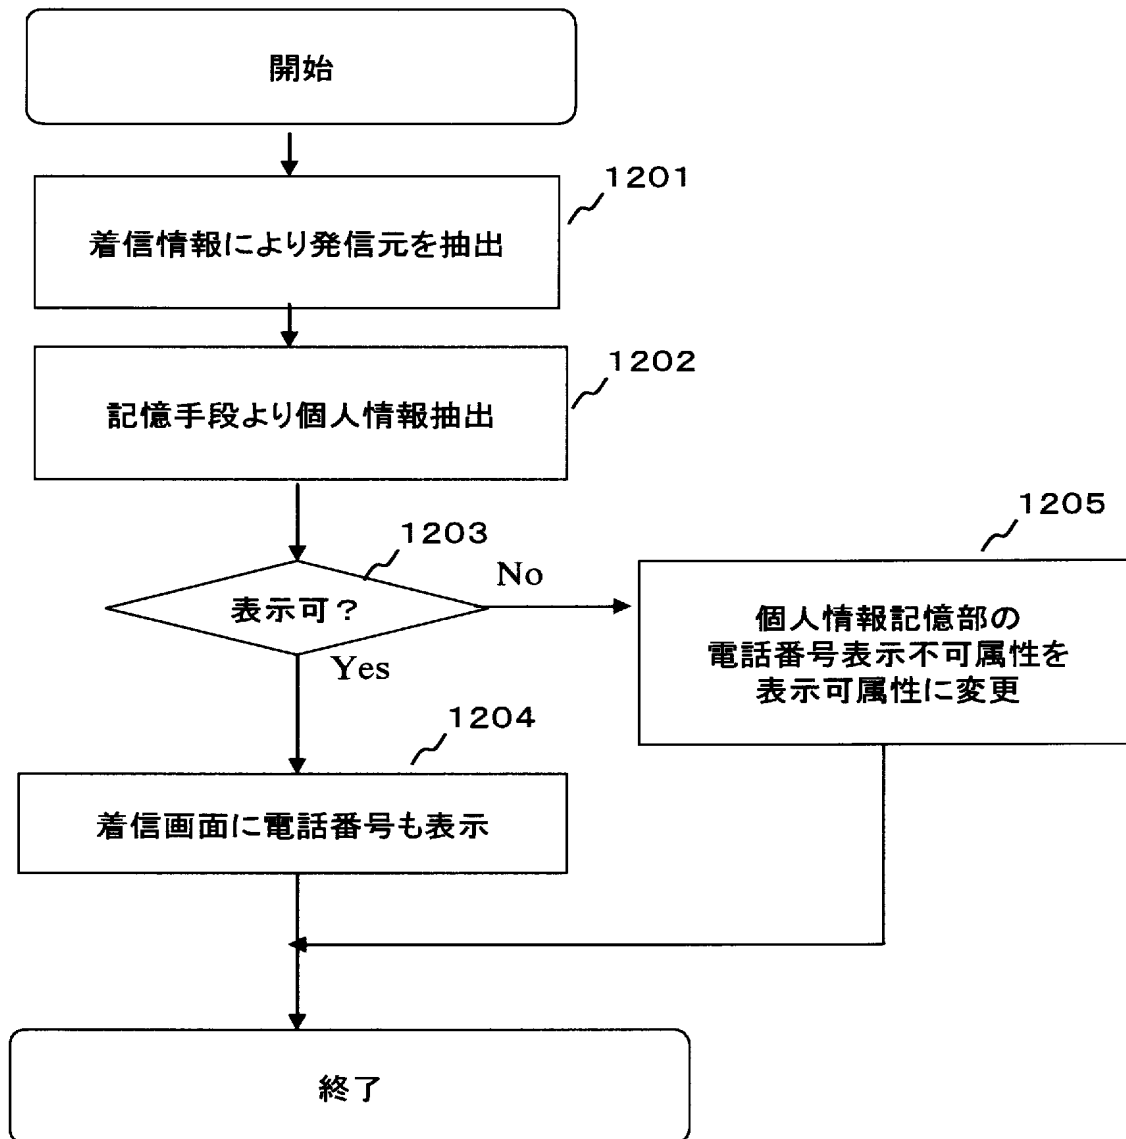 開始
1201
着信情報により発信元を抽出
1202
記憶手段より個人情報抽出
1203
表示可？
No
Yes
1205
個人情報記憶部の
電話番号表示不可属性を
表示可属性に変更
1204
着信画面に電話番号も表示
終了